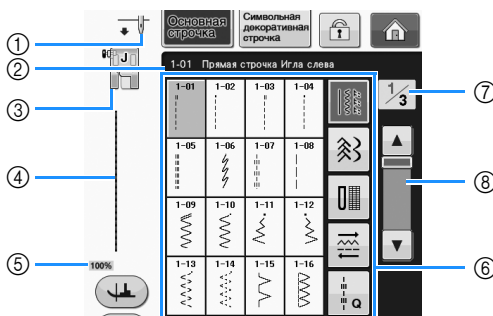 Основная
строчка
Символьная
декоративная
строчка
①
J
②
1-01 Прямая строчка Игла слева
③
1/3
⑦
1-01 1-02 1-03 1-04
1-05 1-06 1-07 1-08
④
⑧
1-09 1-10 1-11 1-12
⑤
100%
⑥
1-13 1-14 1-15 1-16
Q